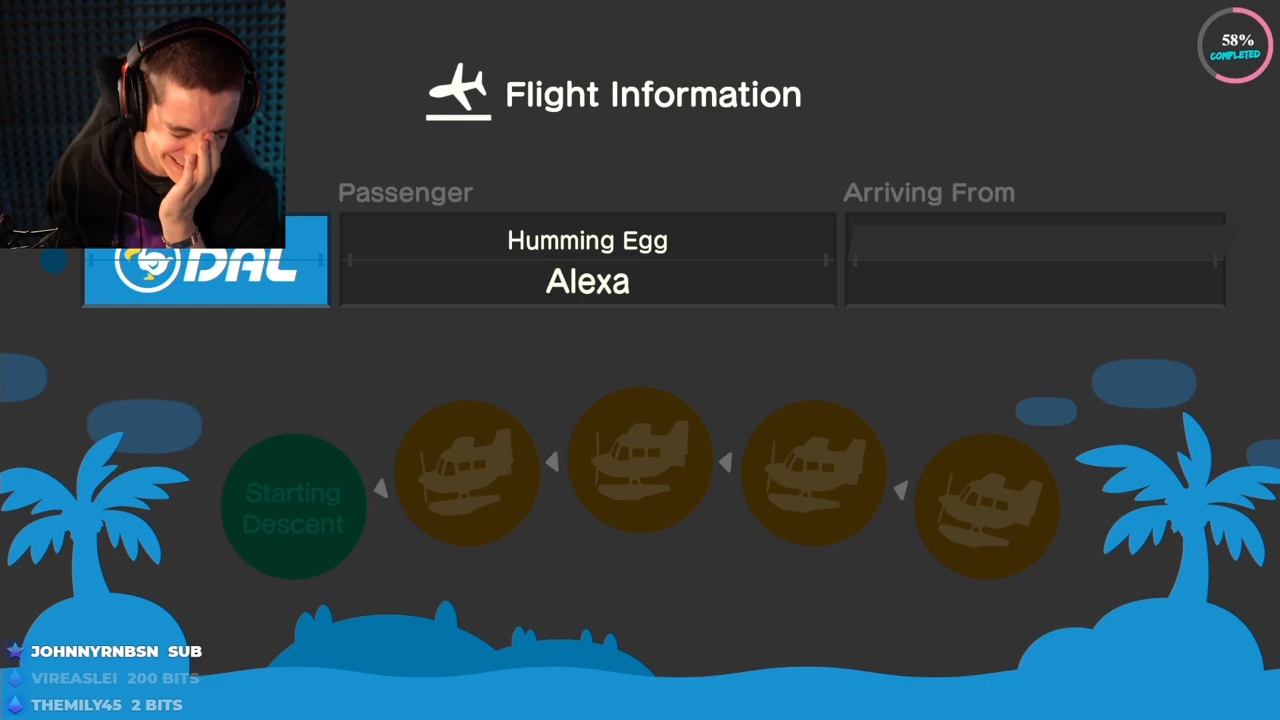 58%
COMPLETED
Flight Information
Passenger
Arriving From
DAL
Humming Egg
Alexa
Starting
Descent
JOHNNYRNBSN SUB
VIREASLEI 200 BITS
THEMILY45 2 BITS